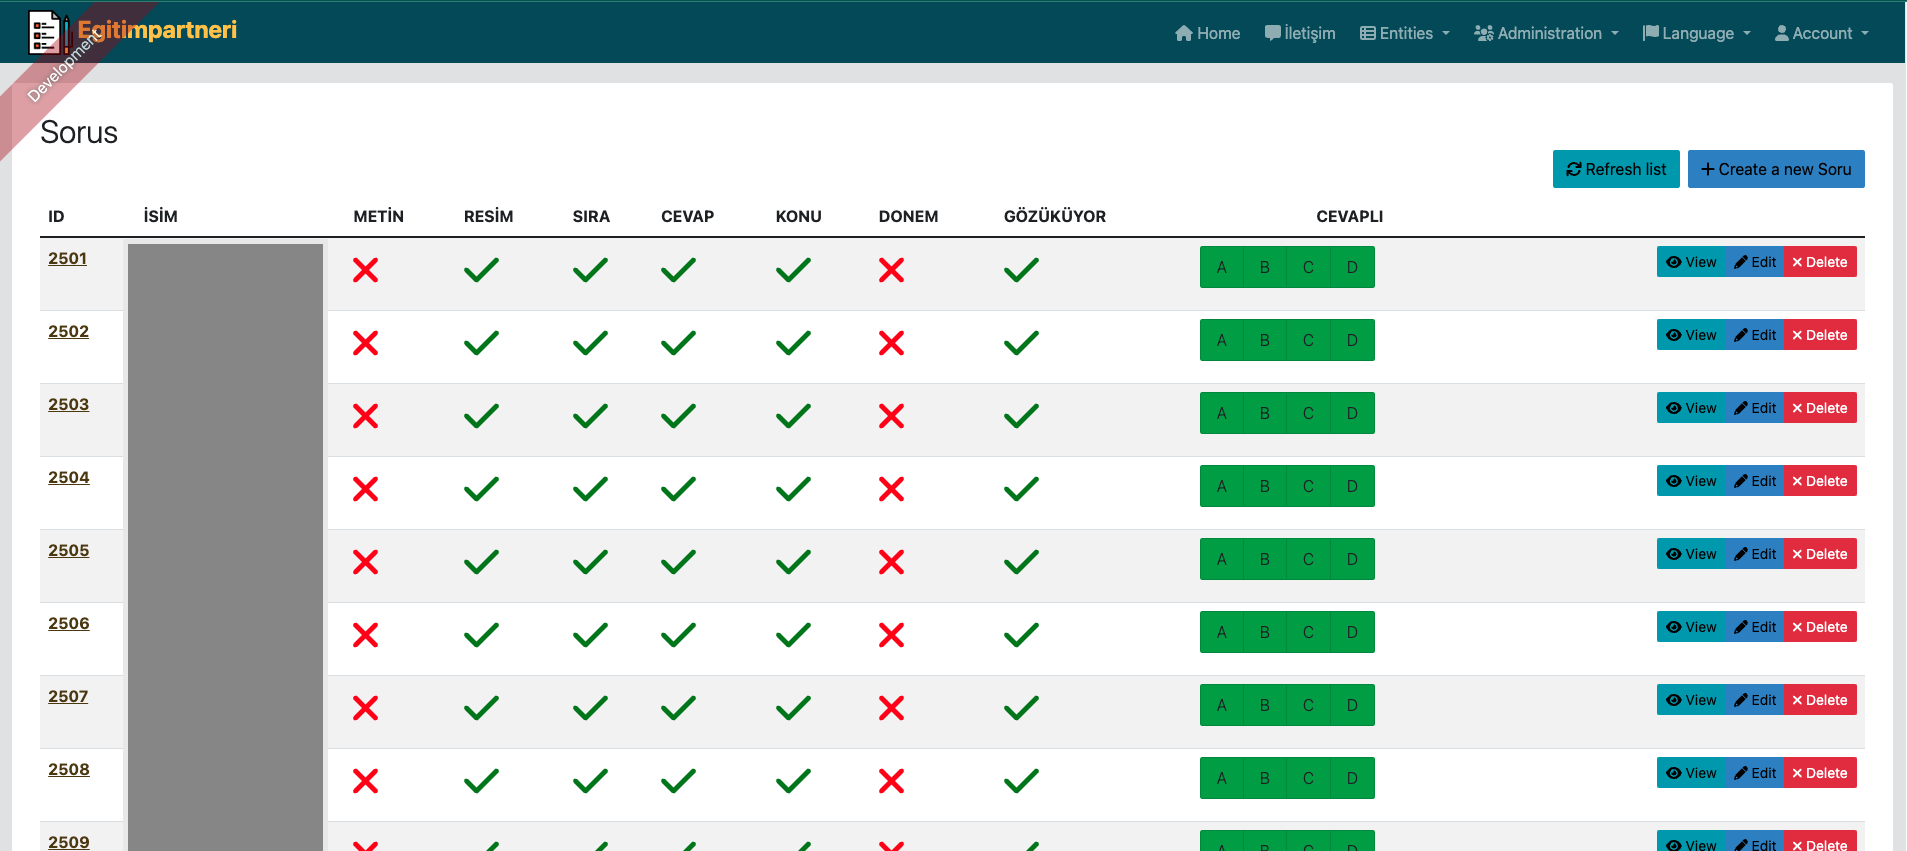 Egitimpartneri
Home İletişim Entities Administration Language Account
Development
Sorus
Refresh list Create a new Soru
ID İSİM METİN RESİM SIRA CEVAP KONU DONEM GÖZÜKÜYOR CEVAPLI
2501 A B C D View Edit Delete
2502 A B C D View Edit Delete
2503 A B C D View Edit Delete
2504 A B C D View Edit Delete
2505 A B C D View Edit Delete
2506 A B C D View Edit Delete
2507 A B C D View Edit Delete
2508 A B C D View Edit Delete
2509 A B C D View Edit Delete